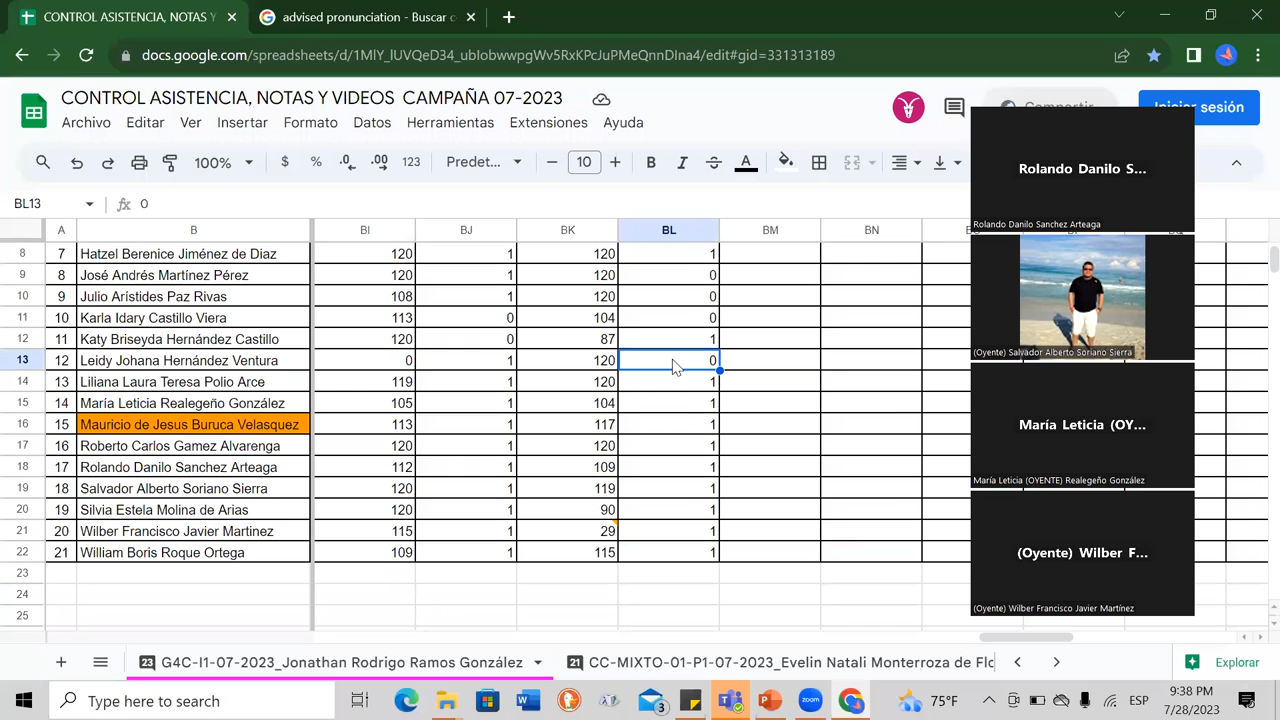 CONTROL ASISTENCIA, NOTAS Y
advised pronunciation - Buscar c
docs.google.com/spreadsheets/d/1MlY_lUVQeD34_ubIobwwpgWv5RxKPcJuPMeQnnDIna4/edit#gid=331313189
CONTROL ASISTENCIA, NOTAS Y VIDEOS CAMPAÑA 07-2023
Compartir
Iniciar sesión
Archivo Editar Ver Insertar Formato Datos Herramientas Extensiones Ayuda
100% $ % .0 .00 123 Predet... 10 B I A
BL13 fx 0
A B BJ BK BL BM BN
8 7 Hatzel Berenice Jiménez de Diaz 120 1 120 1
9 8 José Andrés Martínez Pérez 120 1 120 0
10 9 Julio Arístides Paz Rivas 108 1 120 0
11 10 Karla Idary Castillo Viera 113 0 104 0
12 11 Katy Briseyda Hernández Castillo 120 0 87 1
13 12 Leidy Johana Hernández Ventura 0 1 120 0
14 13 Liliana Laura Teresa Polio Arce 119 1 120 1
15 14 María Leticia Realegeño González 105 1 104 1
16 15 Mauricio de Jesus Buruca Velasquez 113 1 117 1
17 16 Roberto Carlos Gamez Alvarenga 120 1 120 1
18 17 Rolando Danilo Sanchez Arteaga 112 1 109 1
19 18 Salvador Alberto Soriano Sierra 120 1 119 1
20 19 Silvia Estela Molina de Arias 120 1 90 1
21 20 Wilber Francisco Javier Martinez 115 1 29 1
22 21 William Boris Roque Ortega 109 1 115 1
23
24
25
Rolando Danilo S...
Rolando Danilo Sanchez Arteaga
(Oyente) Salvador Alberto Soriano Sierra
María Leticia (OY...
María Leticia (OYENTE) Realegeño González
(Oyente) Wilber F...
(Oyente) Wilber Francisco Javier Martínez
23 G4C-I1-07-2023_Jonathan Rodrigo Ramos González
21 CC-MIXTO-01-P1-07-2023_Evelin Natali Monterroza de Flo
Explorar
Type here to search
3
zoom
75°F
ESP
9:38 PM
7/28/2023